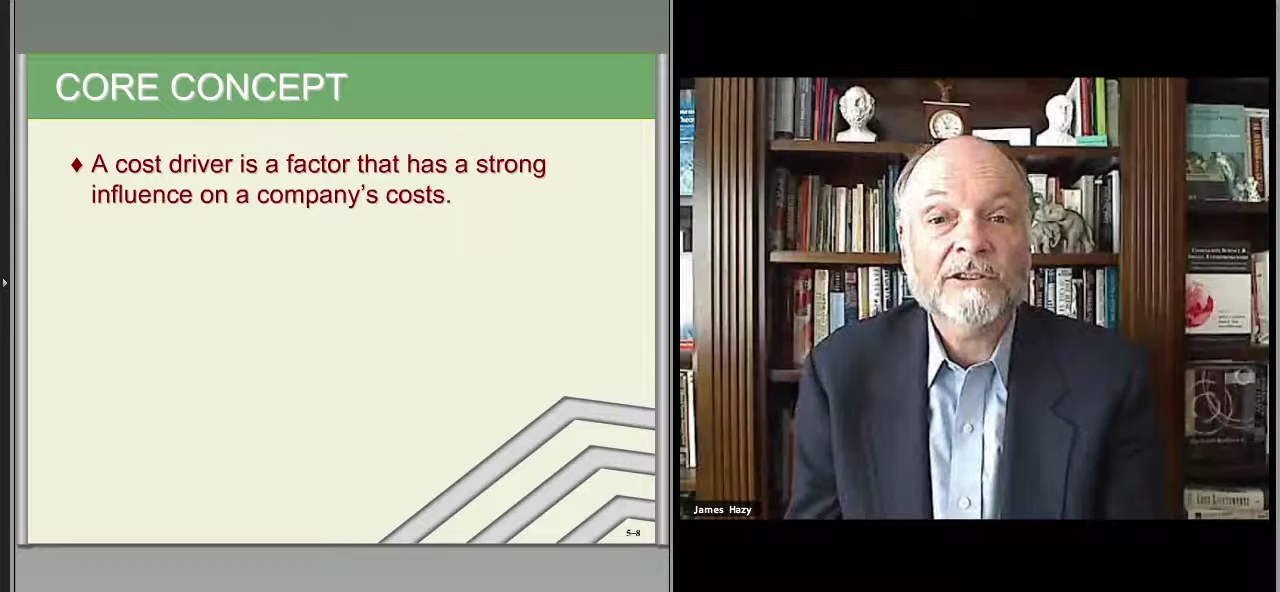 CORE CONCEPT
♦ A cost driver is a factor that has a strong
influence on a company’s costs.
5–8
James Hazy